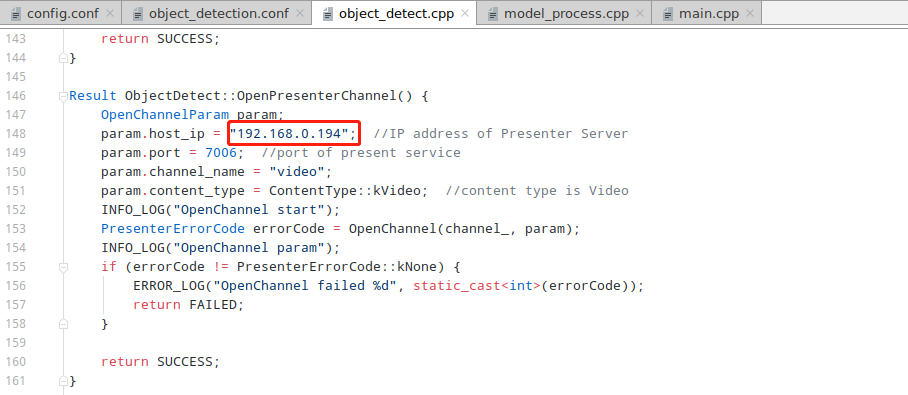 config.conf object_detection.conf object_detect.cpp model_process.cpp main.cpp
143         return SUCCESS;
144     }
145
146     Result ObjectDetect::OpenPresenterChannel() {
147         OpenChannelParam param;
148         param.host_ip = "192.168.0.194";  //IP address of Presenter Server
149         param.port = 7006;  //port of present service
150         param.channel_name = "video";
151         param.content_type = ContentType::kVideo;  //content type is Video
152         INFO_LOG("OpenChannel start");
153         PresenterErrorCode errorCode = OpenChannel(channel_, param);
154         INFO_LOG("OpenChannel param");
155         if (errorCode != PresenterErrorCode::kNone) {
156             ERROR_LOG("OpenChannel failed %d", static_cast<int>(errorCode));
157             return FAILED;
158         }
159
160         return SUCCESS;
161     }